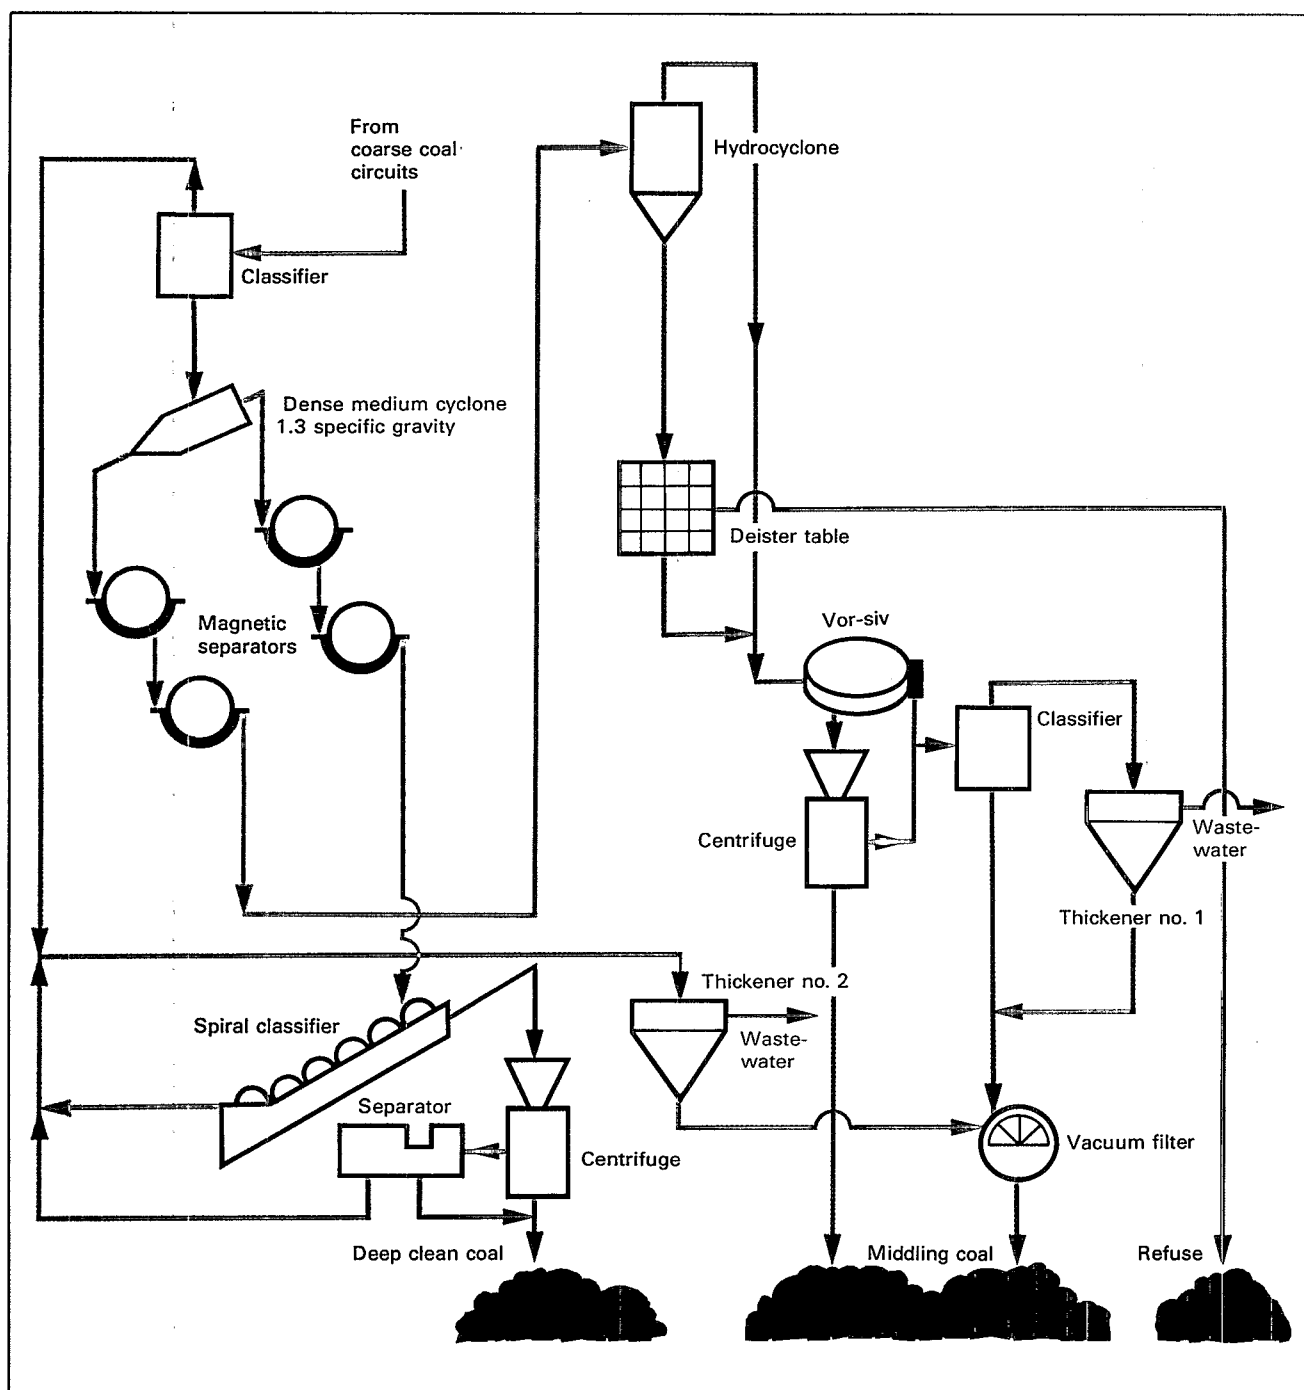 From
coarse coal
circuits
Hydrocyclone
Classifier
Dense medium cyclone
1.3 specific gravity
Deister table
Magnetic
separators
Vor-siv
Classifier
Centrifuge
Waste-
water
Thickener no. 1
Thickener no. 2
Waste-
water
Spiral classifier
Separator
Centrifuge
Vacuum filter
Deep clean coal
Middling coal
Refuse